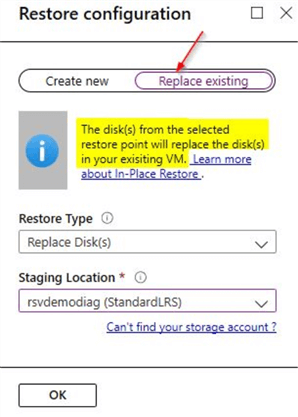 Restore configuration
Create new
Replace existing
The disk(s) from the selected
restore point will replace the disk(s)
in your exisiting VM. Learn more
about In-Place Restore .
Restore Type
Replace Disk(s)
Staging Location *
rsvdemodiag (StandardLRS)
Can't find your storage account ?
OK